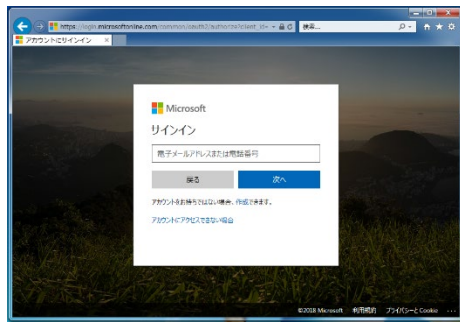 https://login.microsoftonline.com/common/oauth2/authorize?client_id=
検索...
アカウントにサインイン
Microsoft
サインイン
電子メールアドレスまたは電話番号
戻る
次へ
アカウントをお持ちではない場合、作成できます。
アカウントにアクセスできない場合
©2018 Microsoft 利用規約 プライバシーと Cookie ...